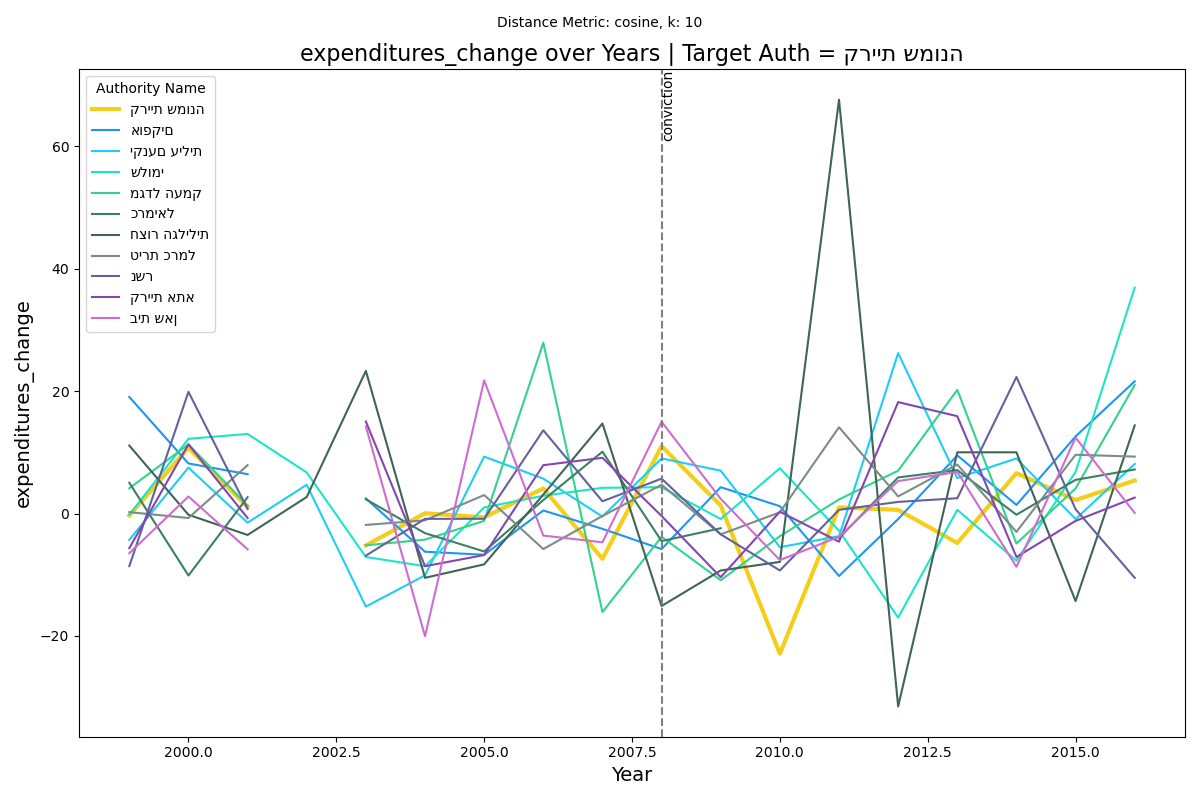 Distance Metric: cosine, k: 10
expenditures_change over Years | Target Auth = קריית שמונה
Authority Name
קריית שמונה
אופקים
יקנעם עילית
שלומי
מגדל העמק
כרמיאל
חצור הגלילית
טירת כרמל
נשר
קריית אתא
בית שאן
conviction
expenditures_change
60
40
20
0
−20
2000.0
2002.5
2005.0
2007.5
2010.0
2012.5
2015.0
Year